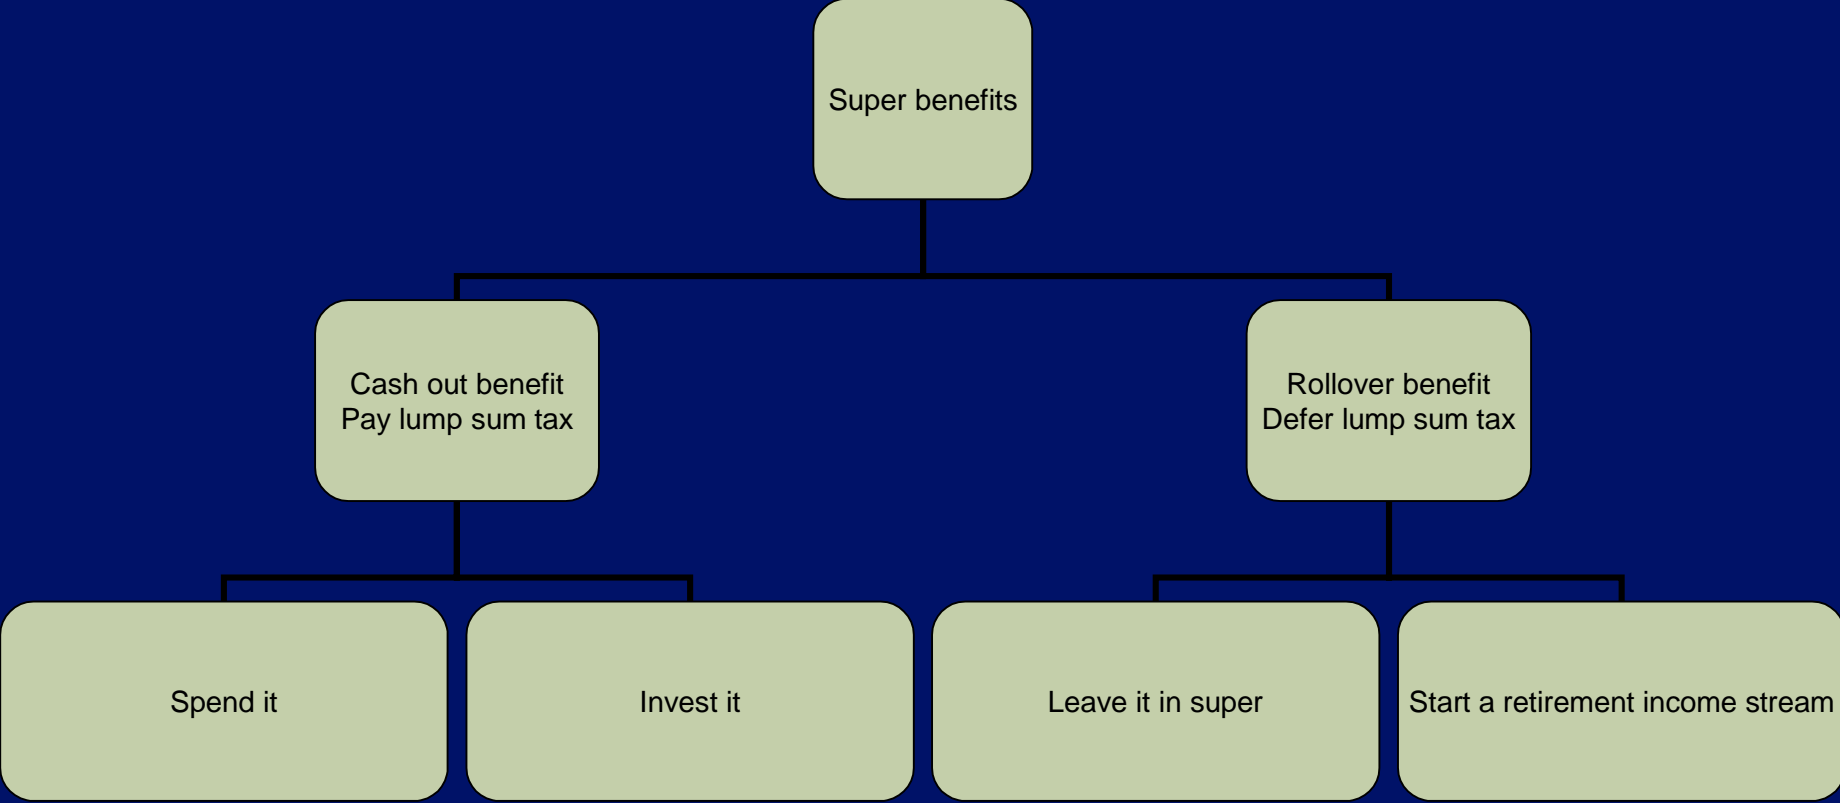 Super benefits
Cash out benefit
Pay lump sum tax
Rollover benefit
Defer lump sum tax
Spend it
Invest it
Leave it in super
Start a retirement income stream